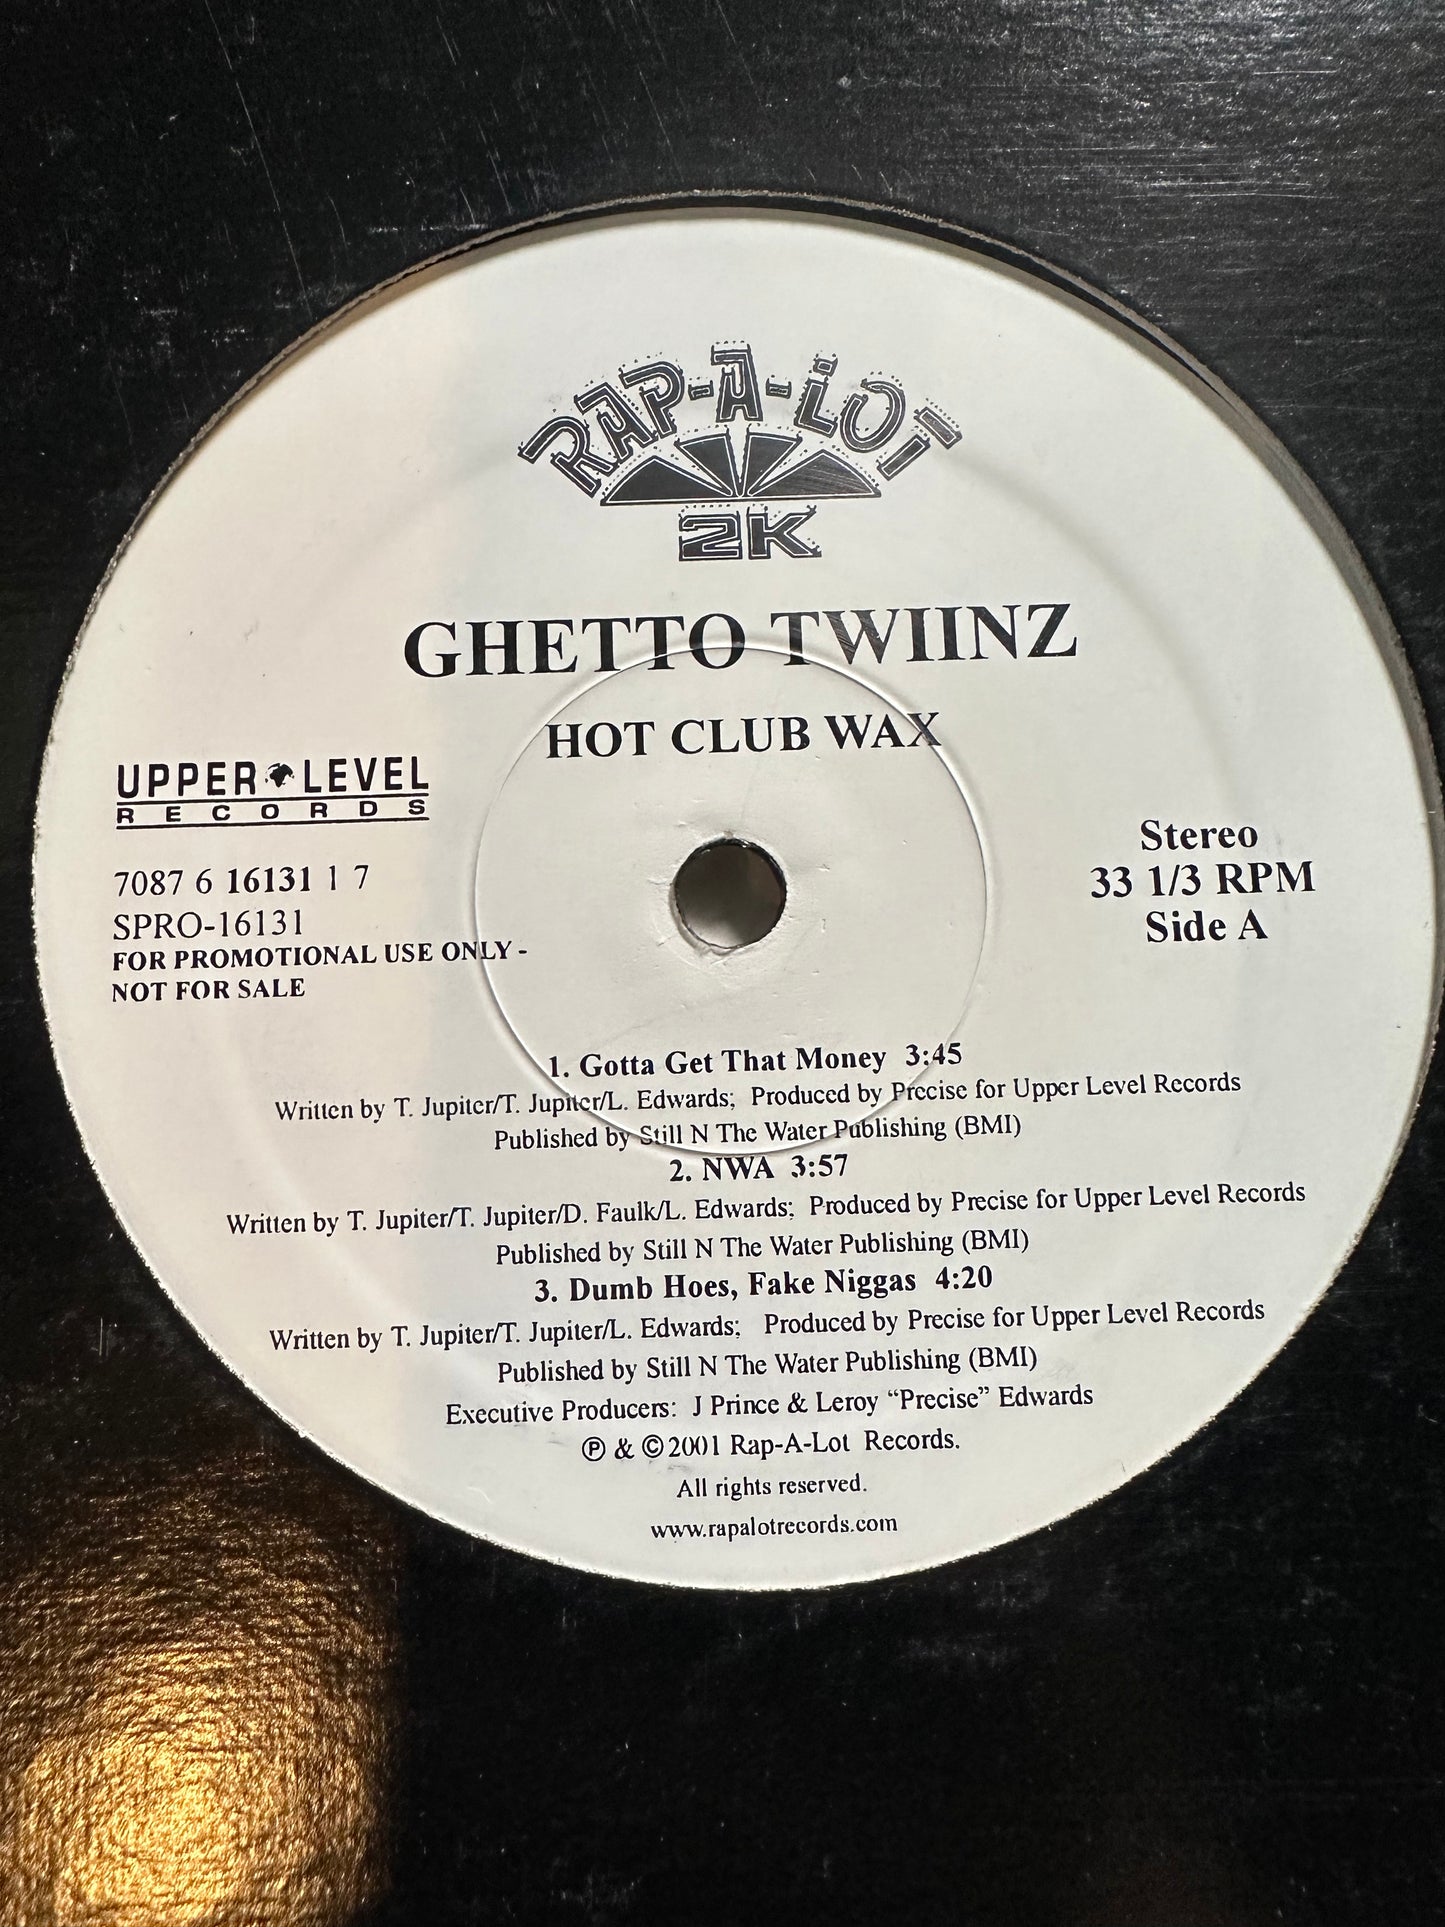 RAP-A-LOT
2K
GHETTO TWIINZ
HOT CLUB WAX
UPPER LEVEL
RECORDS
7087 6 16131 1 7
SPRO-16131
FOR PROMOTIONAL USE ONLY -
NOT FOR SALE
Stereo
33 1/3 RPM
Side A
1. Gotta Get That Money 3:45
Written by T. Jupiter/T. Jupiter/L. Edwards; Produced by Precise for Upper Level Records
Published by Still N The Water Publishing (BMI)
2. NWA 3:57
Written by T. Jupiter/T. Jupiter/D. Faulk/L. Edwards; Produced by Precise for Upper Level Records
Published by Still N The Water Publishing (BMI)
3. Dumb Hoes, Fake Niggas 4:20
Written by T. Jupiter/T. Jupiter/L. Edwards; Produced by Precise for Upper Level Records
Published by Still N The Water Publishing (BMI)
Executive Producers: J Prince & Leroy “Precise” Edwards
℗ & ©2001 Rap-A-Lot Records.
All rights reserved.
www.rapalotrecords.com